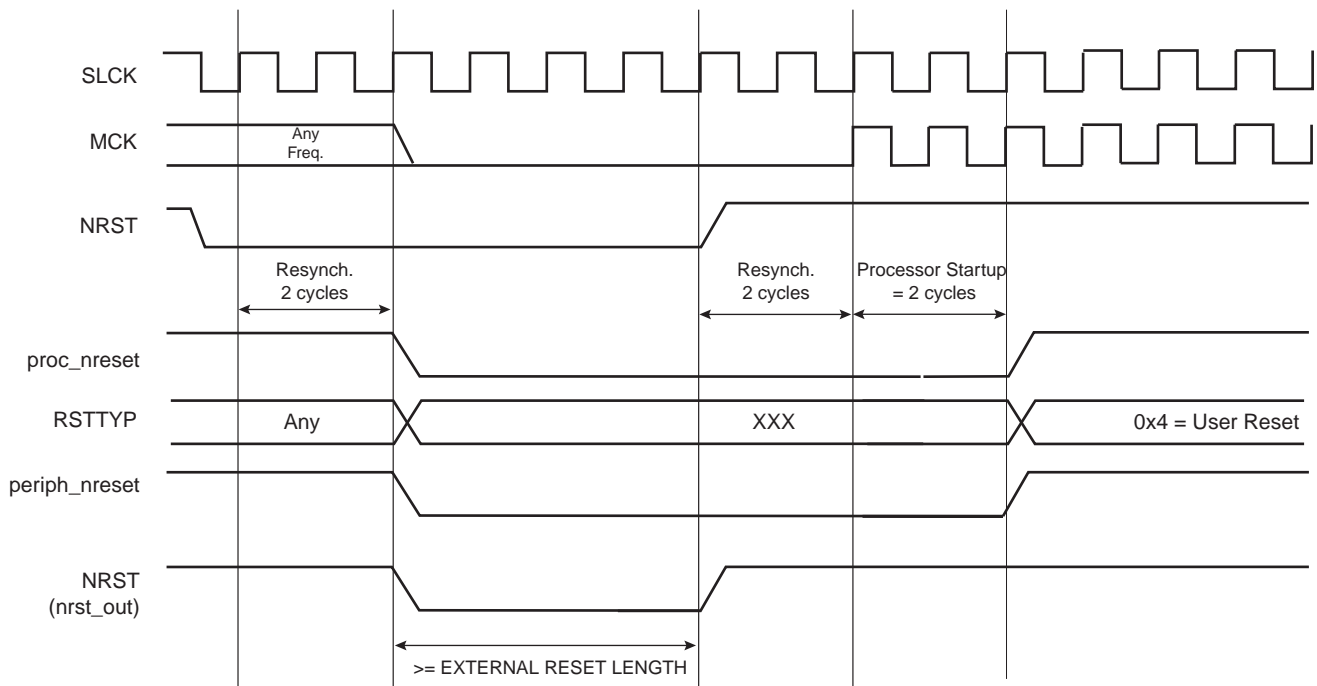 SLCK
MCK
Any
Freq.
NRST
Resynch.
2 cycles
Resynch.
2 cycles
Processor Startup
= 2 cycles
proc_nreset
RSTTYP
Any
XXX
0x4 = User Reset
periph_nreset
NRST
(nrst_out)
>= EXTERNAL RESET LENGTH